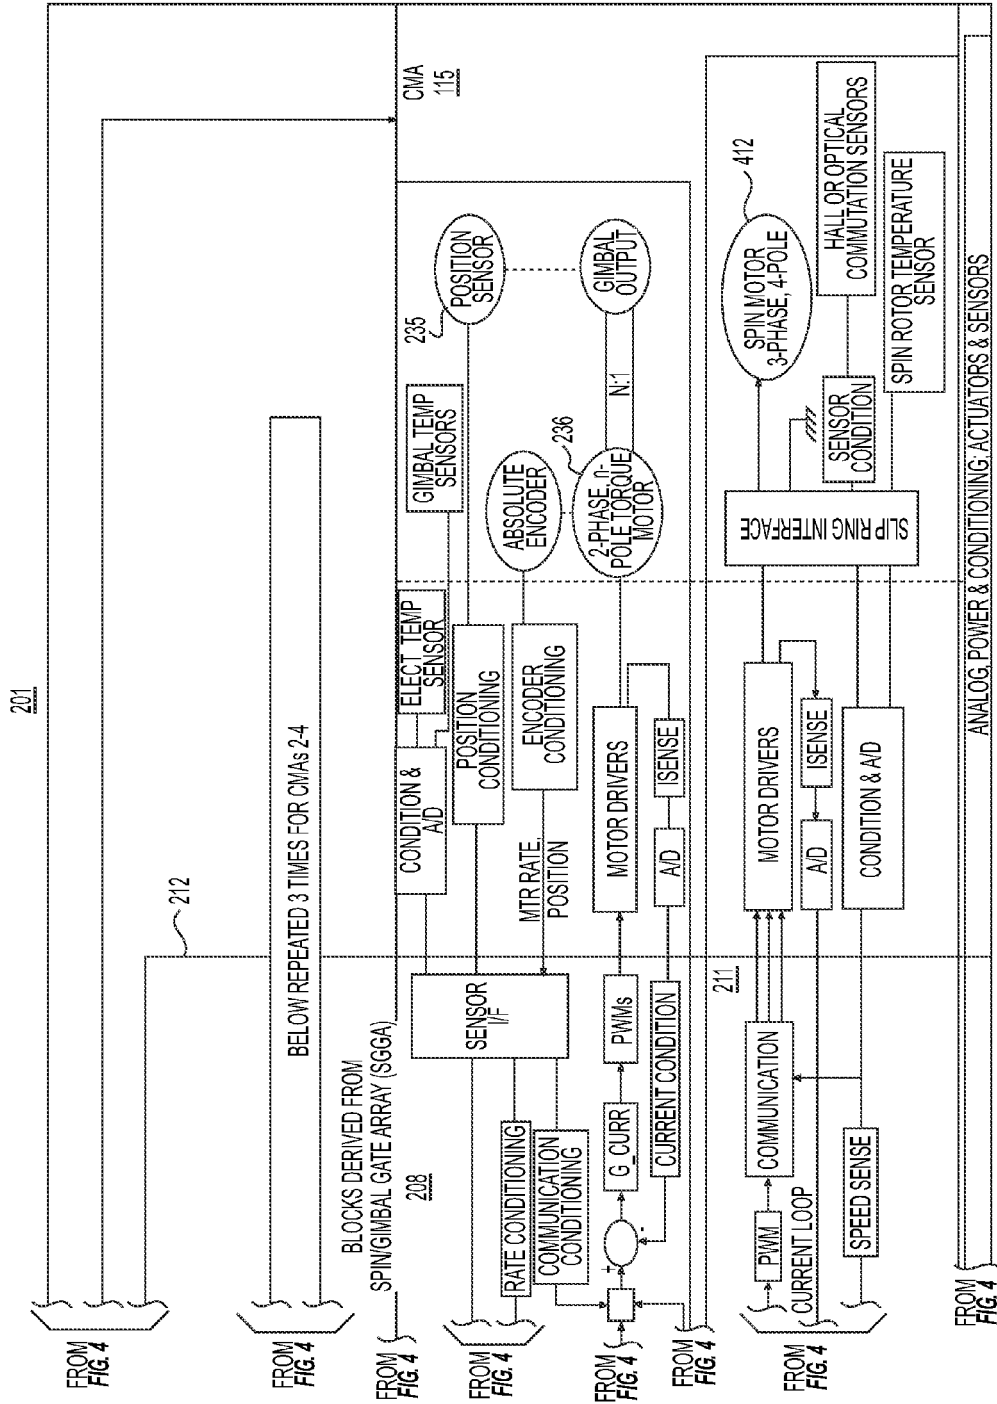 201
FROM
FIG. 4
212
FROM
FIG. 4
BELOW REPEATED 3 TIMES FOR CMAs 2-4
FROM
FIG. 4
BLOCKS DERIVED FROM
SPIN/GIMBAL GATE ARRAY (SGGA)
208
CMA
115
FROM
FIG. 4
SENSOR
I/F
RATE CONDITIONING
COMMUNICATION
CONDITIONING
CONDITION &
A/D
ELECT TEMP
SENSOR
GIMBAL TEMP
SENSORS
235
POSITION
SENSOR
POSITION
CONDITIONING
ENCODER
CONDITIONING
ABSOLUTE
ENCODER
MTR RATE,
POSITION
236
FROM
FIG. 4
+
-
G_CURR
PWMs
MOTOR DRIVERS
2-PHASE, n-
POLE TORQUE
MOTOR
N:1
GIMBAL
OUTPUT
CURRENT CONDITION
A/D
ISENSE
FROM
FIG. 4
211
412
FROM
FIG. 4
PWM
COMMUNICATION
MOTOR DRIVERS
SLIP RING INTERFACE
SPIN MOTOR
3-PHASE, 4-POLE
CURRENT LOOP
A/D
ISENSE
SENSOR
CONDITION
HALL OR OPTICAL
COMMUTATION SENSORS
SPEED SENSE
CONDITION & A/D
SPIN ROTOR TEMPERATURE
SENSOR
FROM
FIG. 4
ANALOG, POWER & CONDITIONING; ACTUATORS & SENSORS